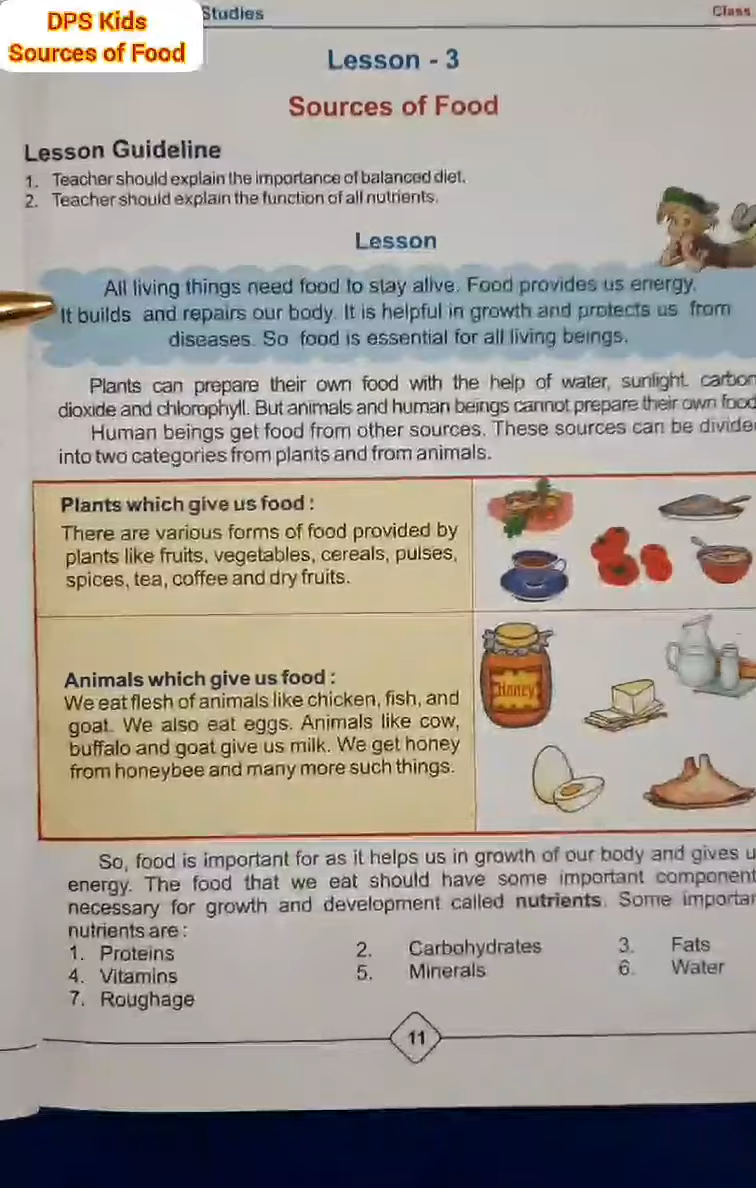 DPS Kids
Sources of Food
Studies
Class
Lesson - 3
Sources of Food
Lesson Guideline
1. Teacher should explain the importance of balanced diet.
2. Teacher should explain the function of all nutrients.
Lesson
All living things need food to stay alive. Food provides us energy.
It builds and repairs our body. It is helpful in growth and protects us from
diseases. So food is essential for all living beings.
Plants can prepare their own food with the help of water, sunlight, carbon
dioxide and chlorophyll. But animals and human beings cannot prepare their own food
Human beings get food from other sources. These sources can be divide
into two categories from plants and from animals.
Plants which give us food :
There are various forms of food provided by
plants like fruits, vegetables, cereals, pulses,
spices, tea, coffee and dry fruits.
Animals which give us food :
We eat flesh of animals like chicken, fish, and
goat. We also eat eggs. Animals like cow,
buffalo and goat give us milk. We get honey
from honeybee and many more such things.
Honey
So, food is important for as it helps us in growth of our body and gives u
energy. The food that we eat should have some important component
necessary for growth and development called nutrients. Some importan
nutrients are :
1. Proteins 2. Carbohydrates 3. Fats
4. Vitamins 5. Minerals 6. Water
7. Roughage
11